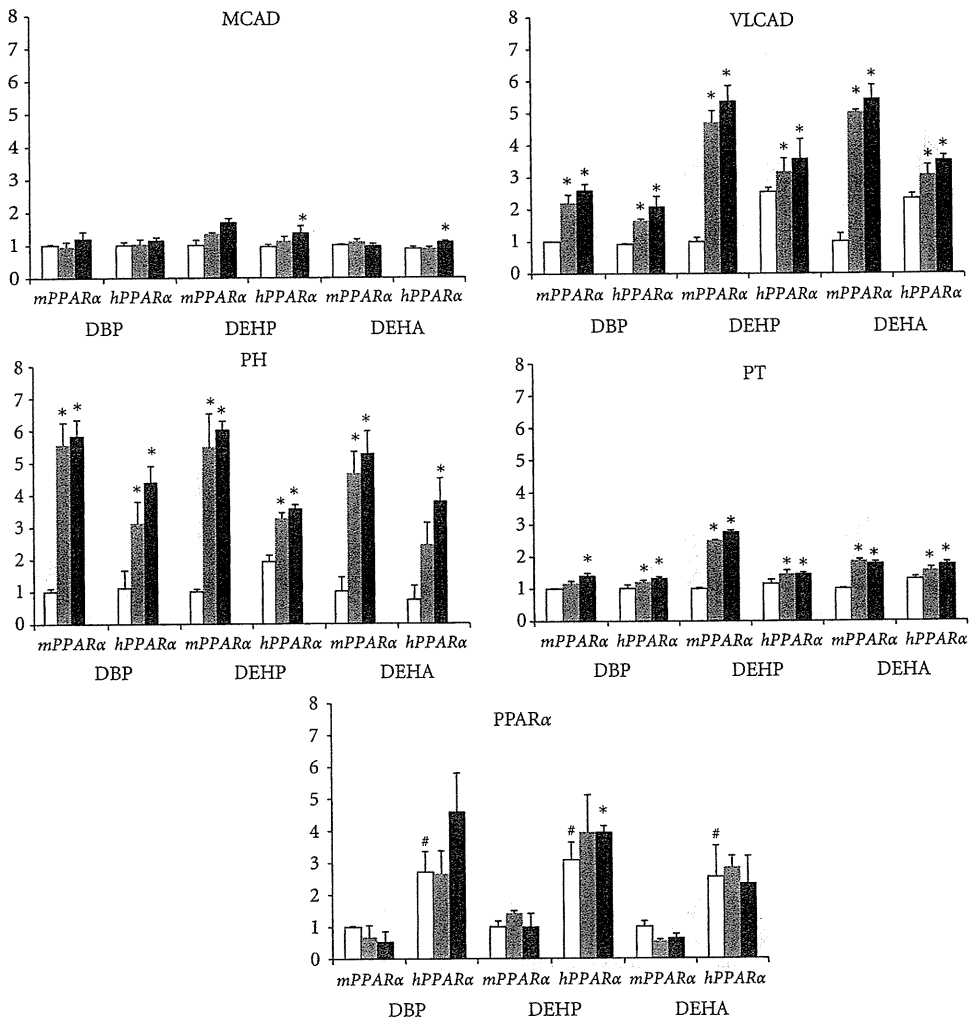 MCAD
8
7
6
5
4
3
2
1
0
* *
mPPARα hPPARα mPPARα hPPARα mPPARα hPPARα
DBP DEHP DEHA
VLCAD
8
7
6
5
4
3
2
1
0
* * * * * * * * * * * *
mPPARα hPPARα mPPARα hPPARα mPPARα hPPARα
DBP DEHP DEHA
PH
8
7
6
5
4
3
2
1
0
* * * * * * * * * * *
mPPARα hPPARα mPPARα hPPARα mPPARα hPPARα
DBP DEHP DEHA
PT
8
7
6
5
4
3
2
1
0
* * * * * * * * * * *
mPPARα hPPARα mPPARα hPPARα mPPARα hPPARα
DBP DEHP DEHA
PPARα
8
7
6
5
4
3
2
1
0
# # * #
mPPARα hPPARα mPPARα hPPARα mPPARα hPPARα
DBP DEHP DEHA